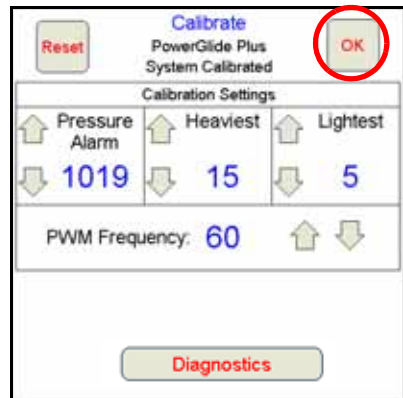 Calibrate
Reset
PowerGlide Plus
OK
System Calibrated
Calibration Settings
Pressure Alarm
Heaviest
Lightest
1019
15
5
PWM Frequency: 60
Diagnostics